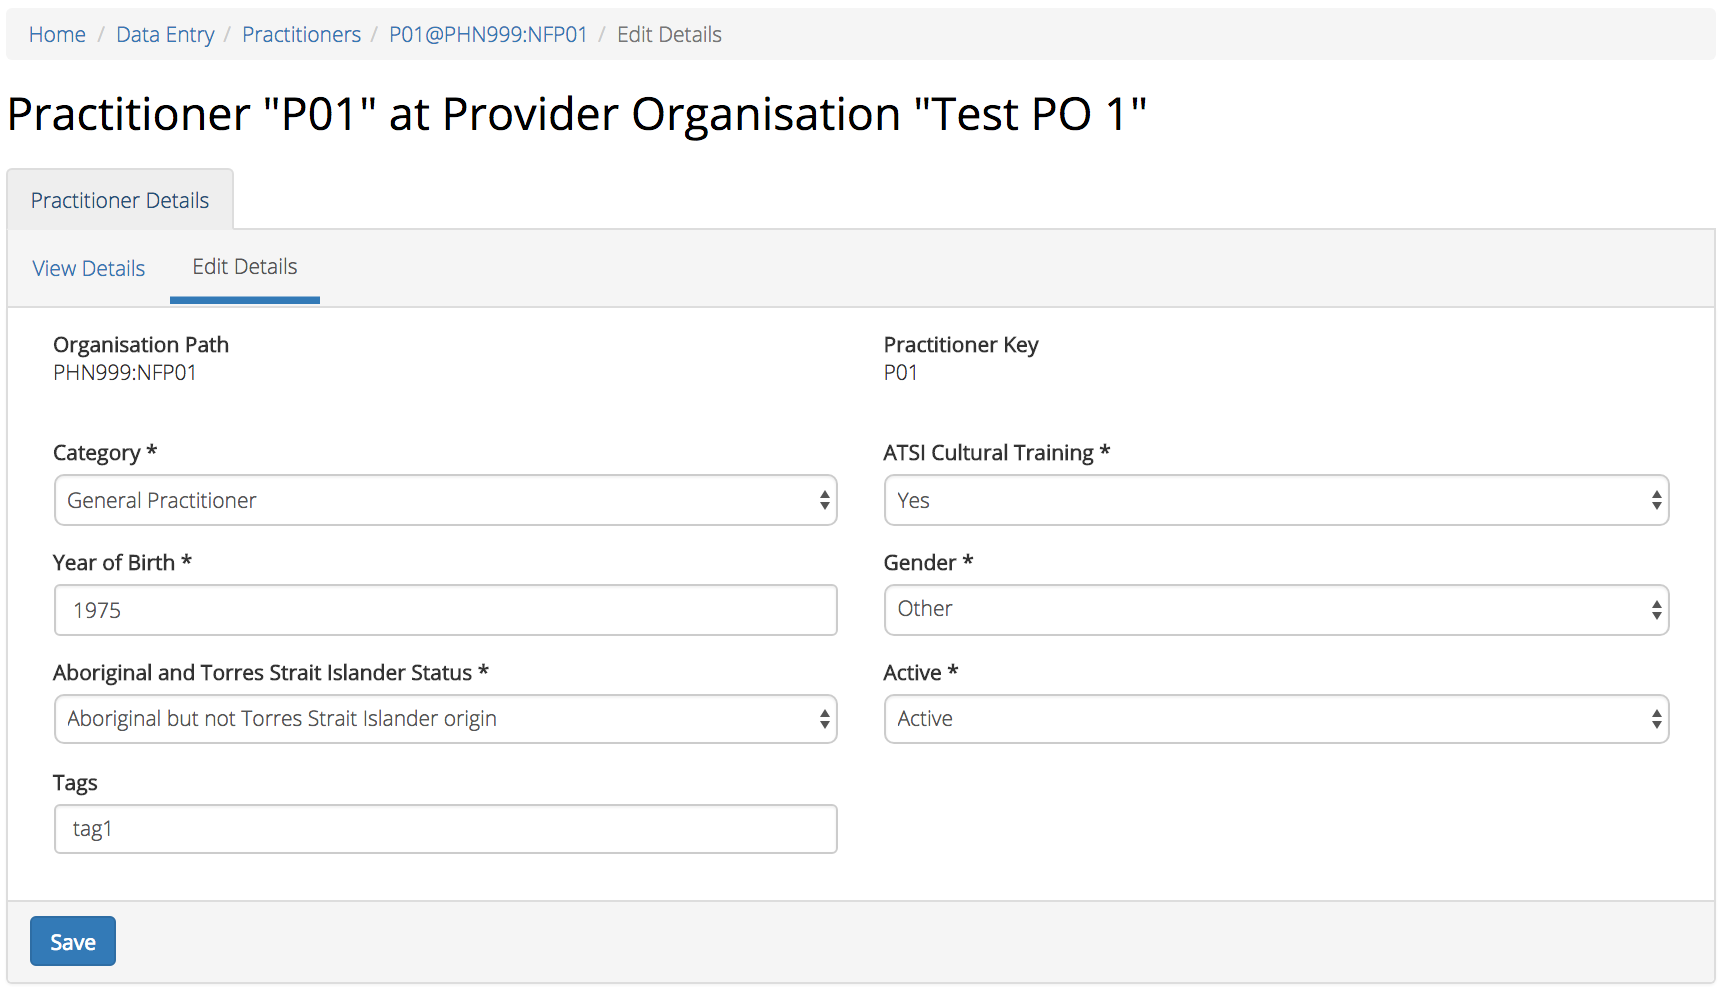 Home / Data Entry / Practitioners / P01@PHN999:NFP01 / Edit Details
Practitioner "P01" at Provider Organisation "Test PO 1"
Practitioner Details
View Details Edit Details
Organisation Path
PHN999:NFP01
Practitioner Key
P01
Category *
General Practitioner
ATSI Cultural Training *
Yes
Year of Birth *
1975
Gender *
Other
Aboriginal and Torres Strait Islander Status *
Aboriginal but not Torres Strait Islander origin
Active *
Active
Tags
tag1
Save